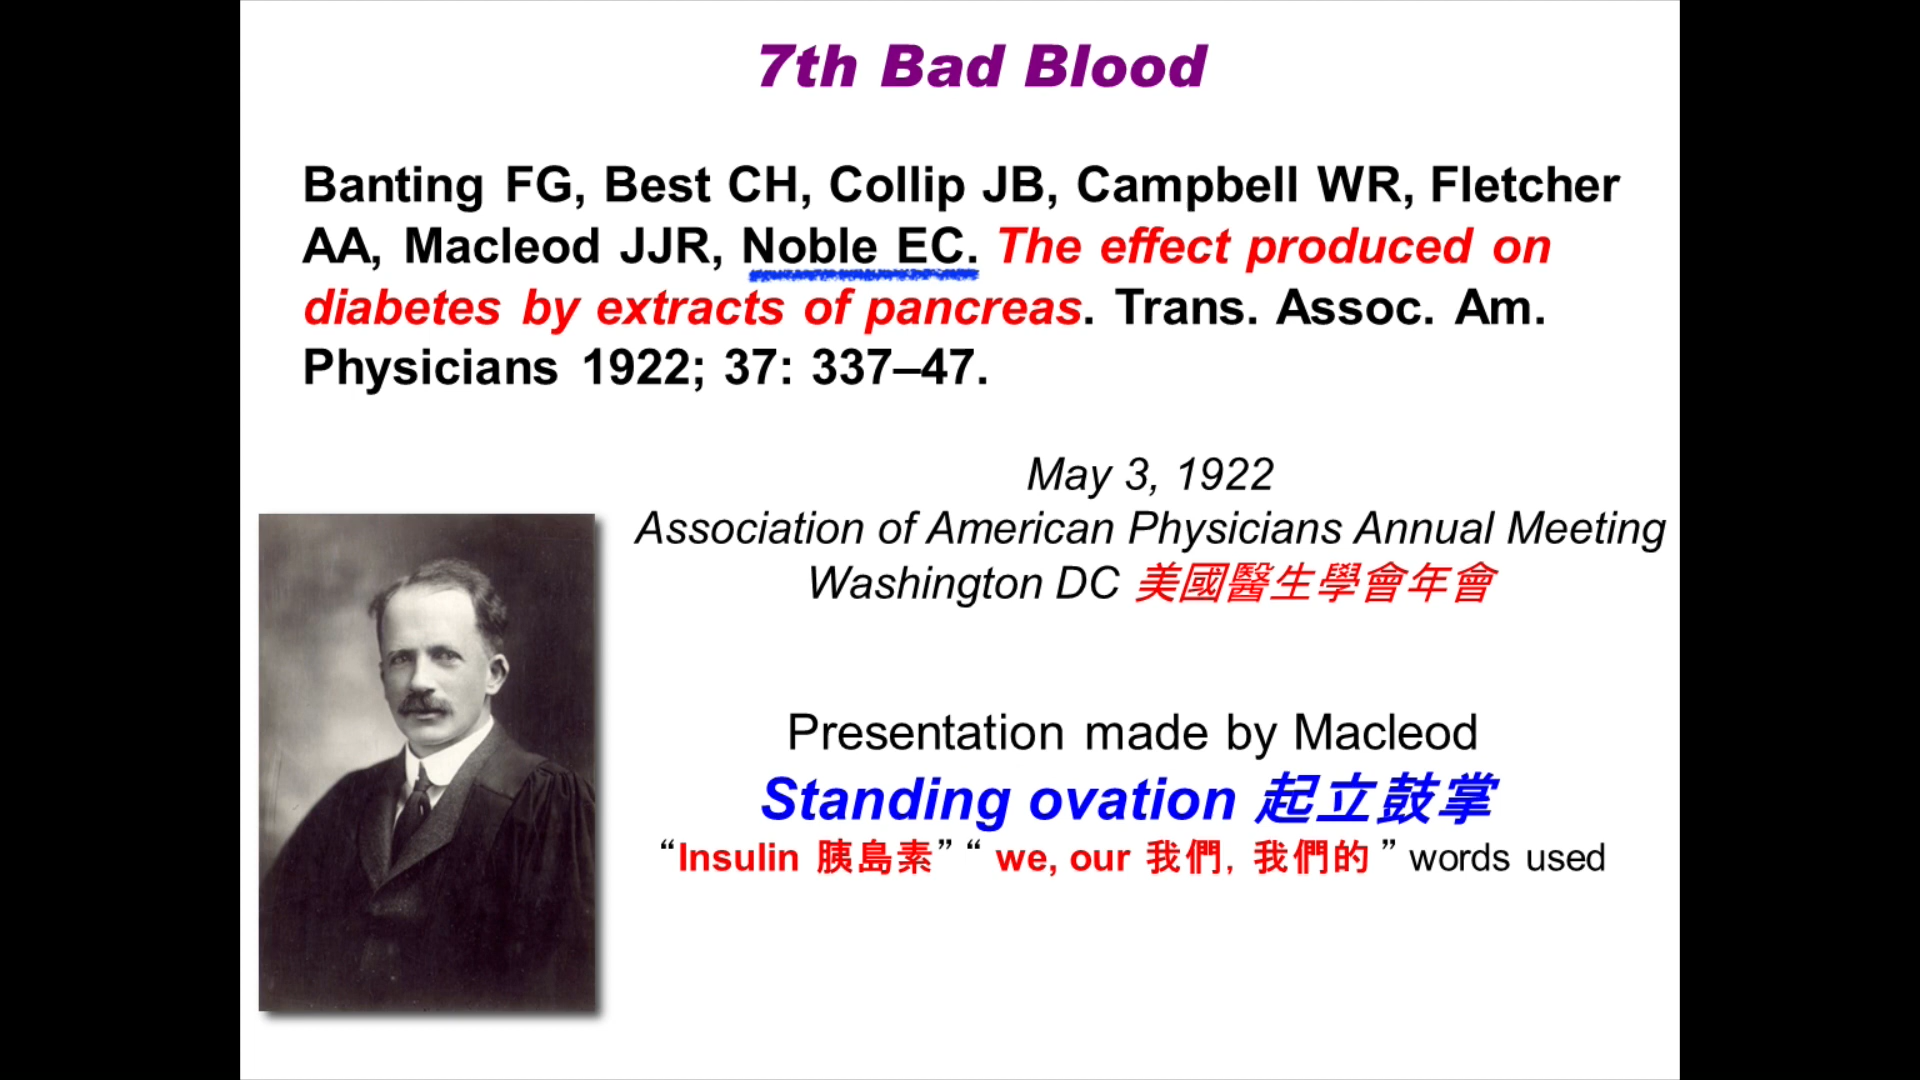 7th Bad Blood
Banting FG, Best CH, Collip JB, Campbell WR, Fletcher
AA, Macleod JJR, Noble EC. The effect produced on
diabetes by extracts of pancreas. Trans. Assoc. Am.
Physicians 1922; 37: 337–47.
May 3, 1922
Association of American Physicians Annual Meeting
Washington DC 美國醫生學會年會
Presentation made by Macleod
Standing ovation 起立鼓掌
“Insulin 胰島素” “ we, our 我們, 我們的 ” words used